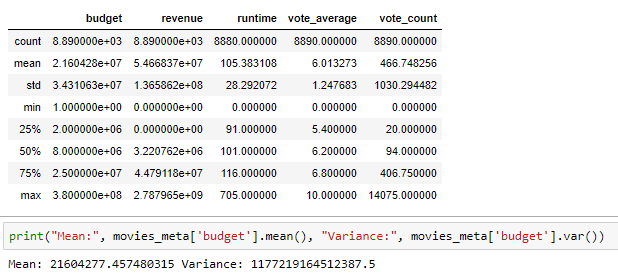 budget revenue runtime vote_average vote_count
count 8.890000e+03 8.890000e+03 8880.000000 8890.000000 8890.000000
mean 2.160428e+07 5.466837e+07 105.383108 6.013273 466.748256
std 3.431063e+07 1.365862e+08 28.292072 1.247683 1030.294482
min 1.000000e+00 0.000000e+00 0.000000 0.000000 0.000000
25% 2.000000e+06 0.000000e+00 91.000000 5.400000 20.000000
50% 8.000000e+06 3.220762e+06 101.000000 6.200000 94.000000
75% 2.500000e+07 4.479118e+07 116.000000 6.800000 406.750000
max 3.800000e+08 2.787965e+09 705.000000 10.000000 14075.000000
print("Mean:", movies_meta['budget'].mean(), "Variance:", movies_meta['budget'].var())
Mean: 21604277.457480315 Variance: 1177219164512387.5